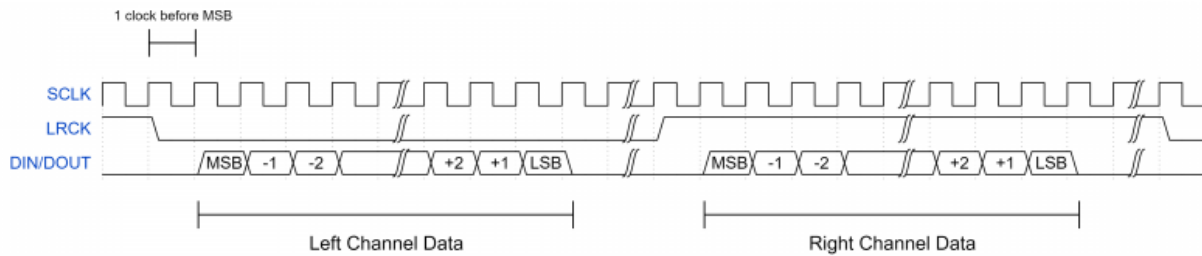 1 clock before MSB
SCLK
LRCK
DIN/DOUT MSB -1 -2 +2 +1 LSB MSB -1 -2 +2 +1 LSB
Left Channel Data Right Channel Data